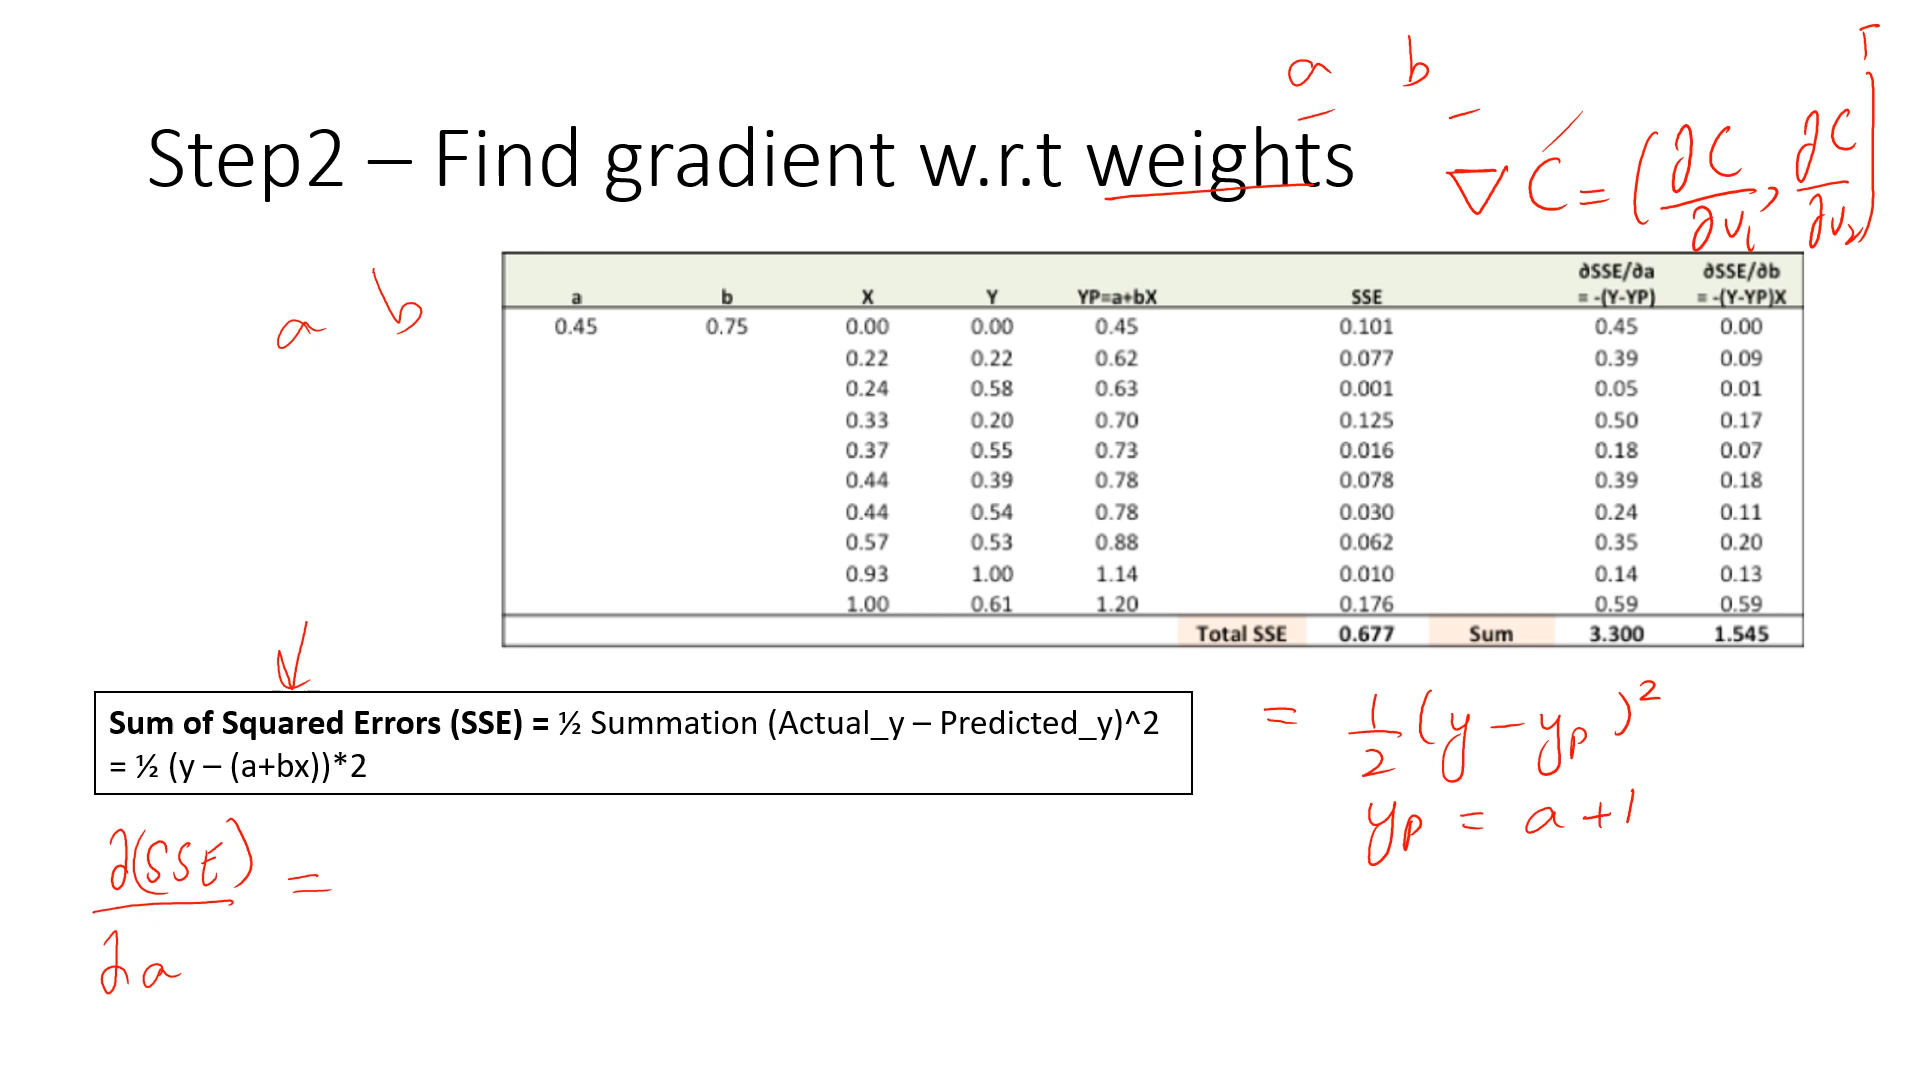 a b
Step2 – Find gradient w.r.t weights
∇C = (∂C/∂v₁, ∂C/∂v₂)ᵀ
a b
a b X Y YP=a+bX SSE ∂SSE/∂a = -(Y-YP) ∂SSE/∂b = -(Y-YP)X
0.45 0.75 0.00 0.00 0.45 0.101 0.45 0.00
0.22 0.22 0.62 0.077 0.39 0.09
0.24 0.58 0.63 0.001 0.05 0.01
0.33 0.20 0.70 0.125 0.50 0.17
0.37 0.55 0.73 0.016 0.18 0.07
0.44 0.39 0.78 0.078 0.39 0.18
0.44 0.54 0.78 0.030 0.24 0.11
0.57 0.53 0.88 0.062 0.35 0.20
0.93 1.00 1.14 0.010 0.14 0.13
1.00 0.61 1.20 0.176 0.59 0.59
Total SSE 0.677 Sum 3.300 1.545
Sum of Squared Errors (SSE) = ½ Summation (Actual_y – Predicted_y)^2
= ½ (y – (a+bx))*2
= 1/2 (y - yp)²
yp = a + l
∂(SSE)/∂a =